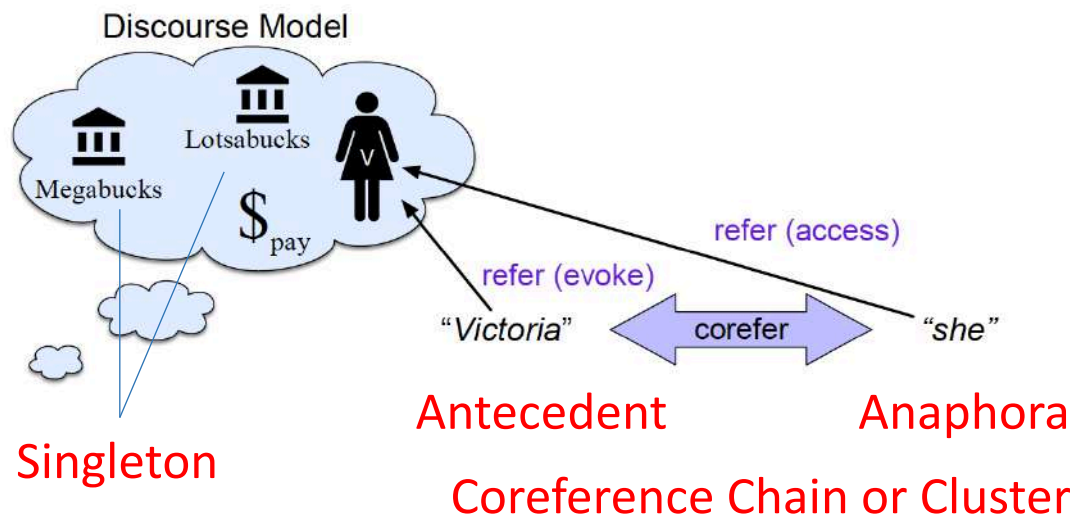 Discourse Model
Lotsabucks
Megabucks
V
$ pay
refer (access)
refer (evoke)
“Victoria”
corefer
“she”
Antecedent
Anaphora
Singleton
Coreference Chain or Cluster